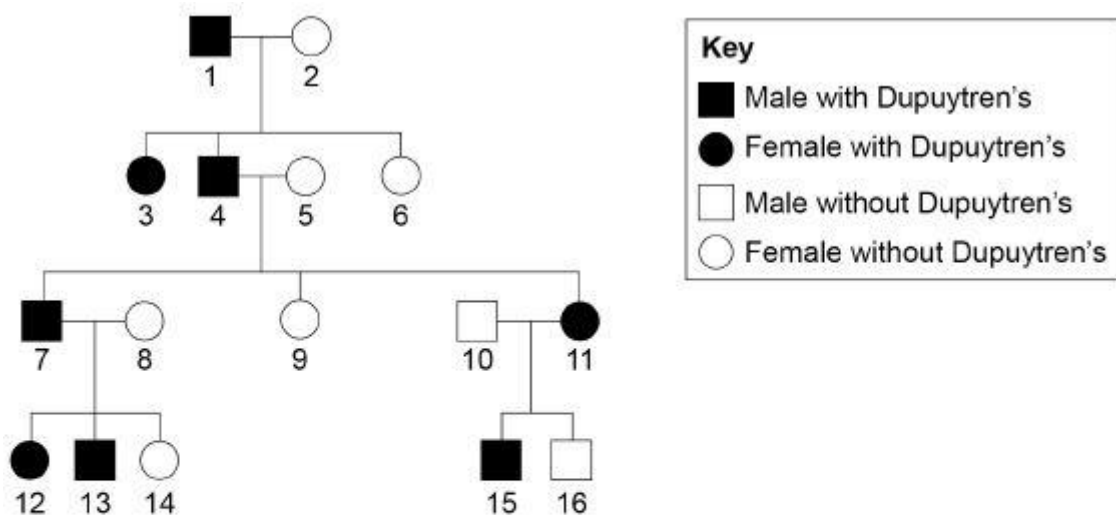 1 2
3 4 5 6
7 8 9 10 11
12 13 14 15 16
Key
Male with Dupuytren's
Female with Dupuytren's
Male without Dupuytren's
Female without Dupuytren's